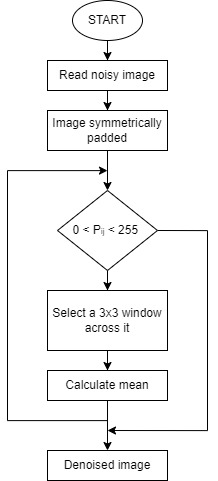 START
Read noisy image
Image symmetrically
padded
0 < Pij < 255
Select a 3x3 window
across it
Calculate mean
Denoised image